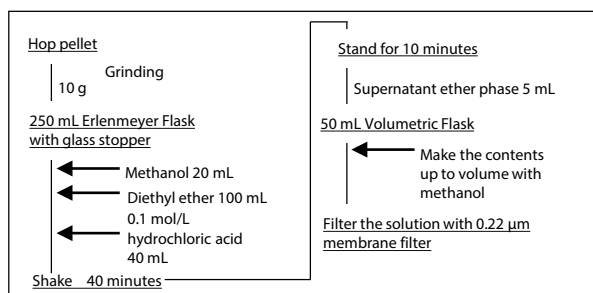 Hop pellet
Grinding
10 g
250 mL Erlenmeyer Flask
with glass stopper
Methanol 20 mL
Diethyl ether 100 mL
0.1 mol/L
hydrochloric acid
40 mL
Shake 40 minutes
Stand for 10 minutes
Supernatant ether phase 5 mL
50 mL Volumetric Flask
Make the contents
up to volume with
methanol
Filter the solution with 0.22 µm
membrane filter